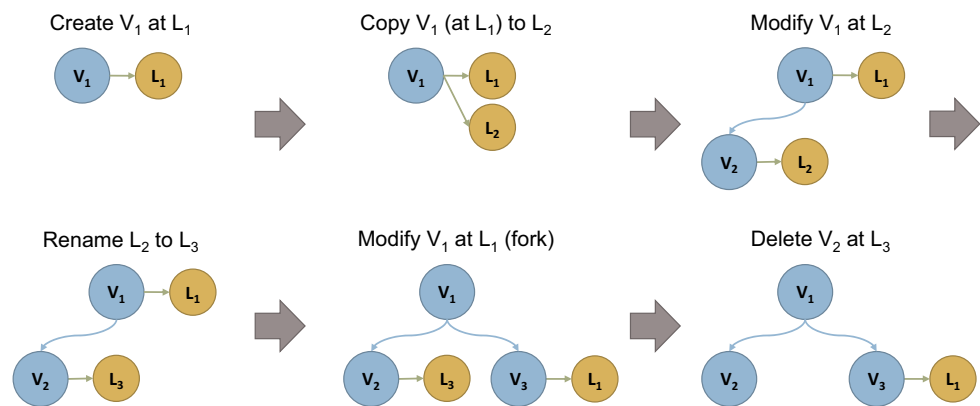 Create V₁ at L₁
Copy V₁ (at L₁) to L₂
Modify V₁ at L₂
V₁ L₁
V₁ L₁
L₂
V₁ L₁
V₂ L₂
Rename L₂ to L₃
Modify V₁ at L₁ (fork)
Delete V₂ at L₃
V₁ L₁
V₂ L₃
V₁
V₂ L₃ V₃ L₁
V₁
V₂ V₃ L₁